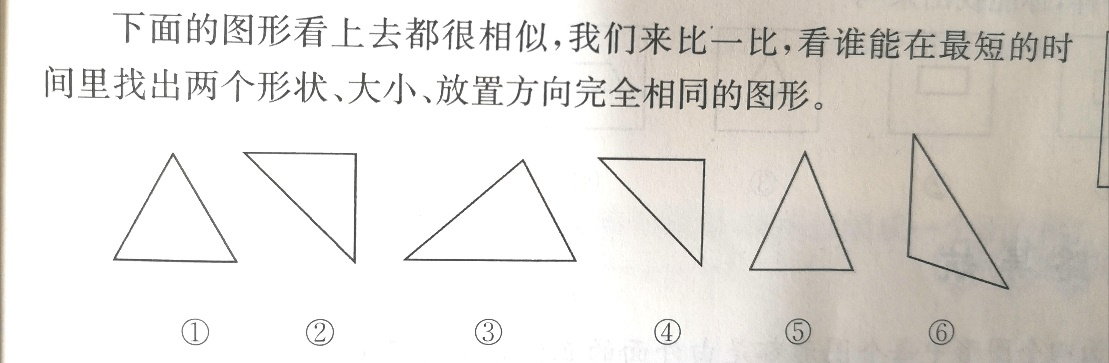 下面的图形看上去都很相似,我们来比一比,看谁能在最短的时
间里找出两个形状、大小、放置方向完全相同的图形。
① ② ③ ④ ⑤ ⑥